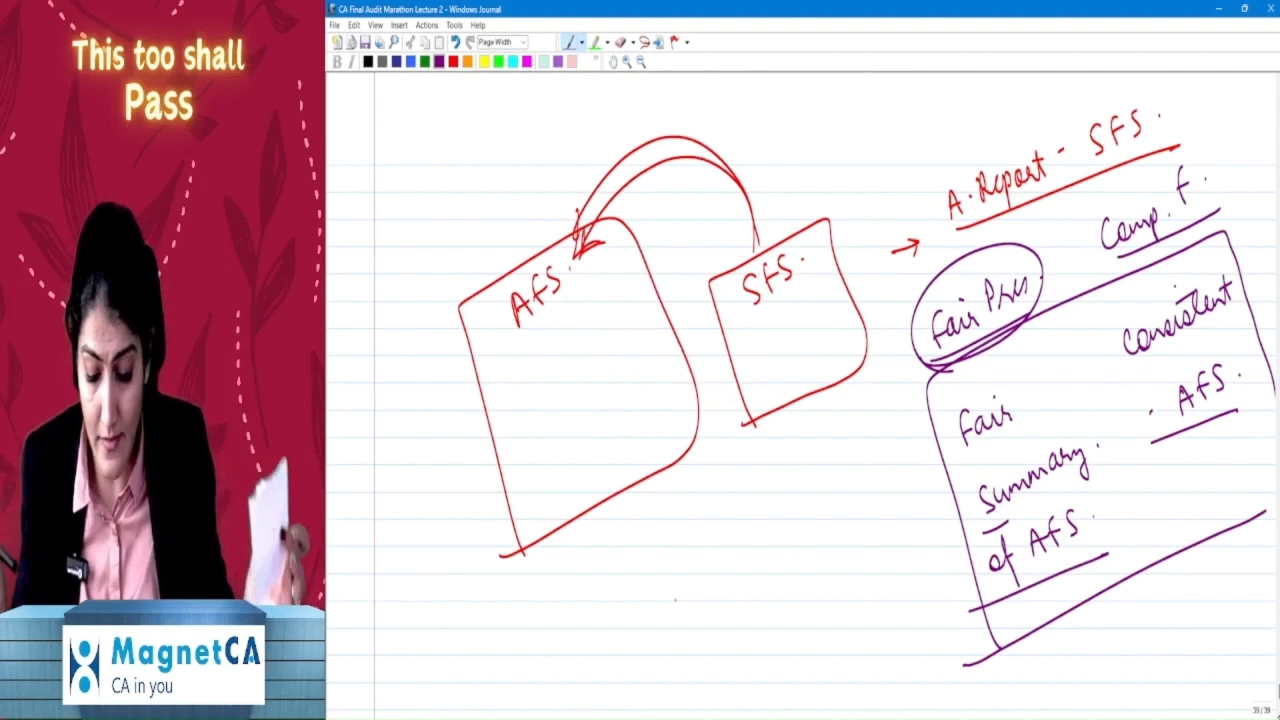 This too shall
Pass
MagnetCA
CA in you
CA Final Audit Marathon Lecture 2 - Windows Journal
File Edit View Insert Actions Tools Help
Page Width
B I
AFS.
SFS.
A. Report - SFS.
Comp. F.
Fair Pres.
Consistent
AFS.
Fair
Summary.
of AFS.
39/39